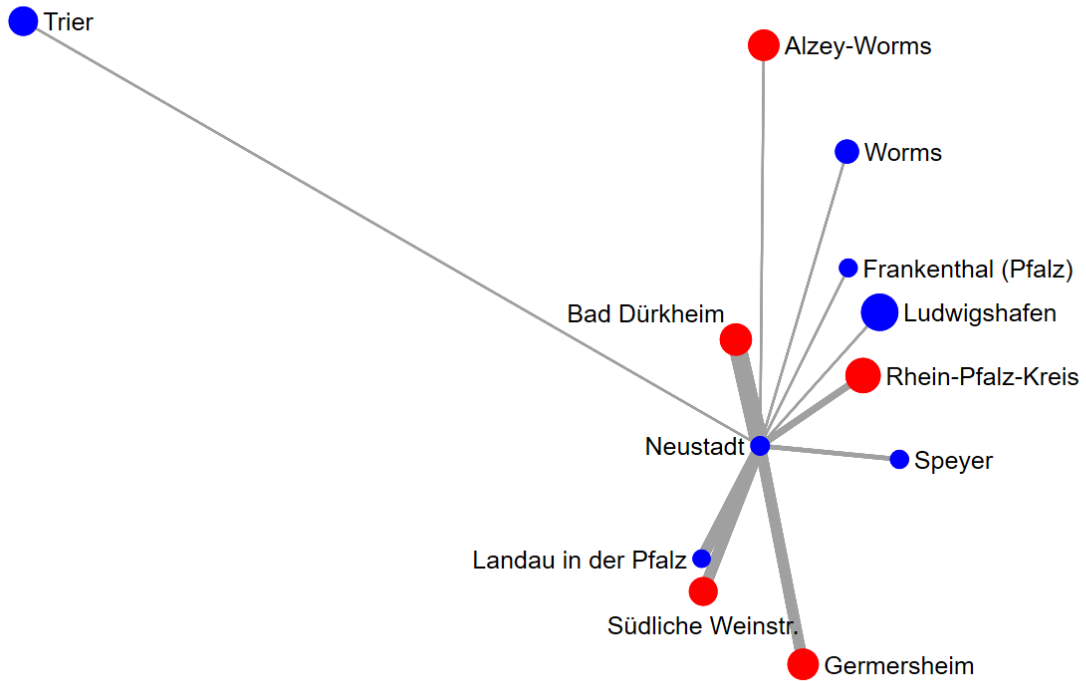 Trier
Alzey-Worms
Worms
Frankenthal (Pfalz)
Bad Dürkheim
Ludwigshafen
Rhein-Pfalz-Kreis
Neustadt
Speyer
Landau in der Pfalz
Südliche Weinstr.
Germersheim